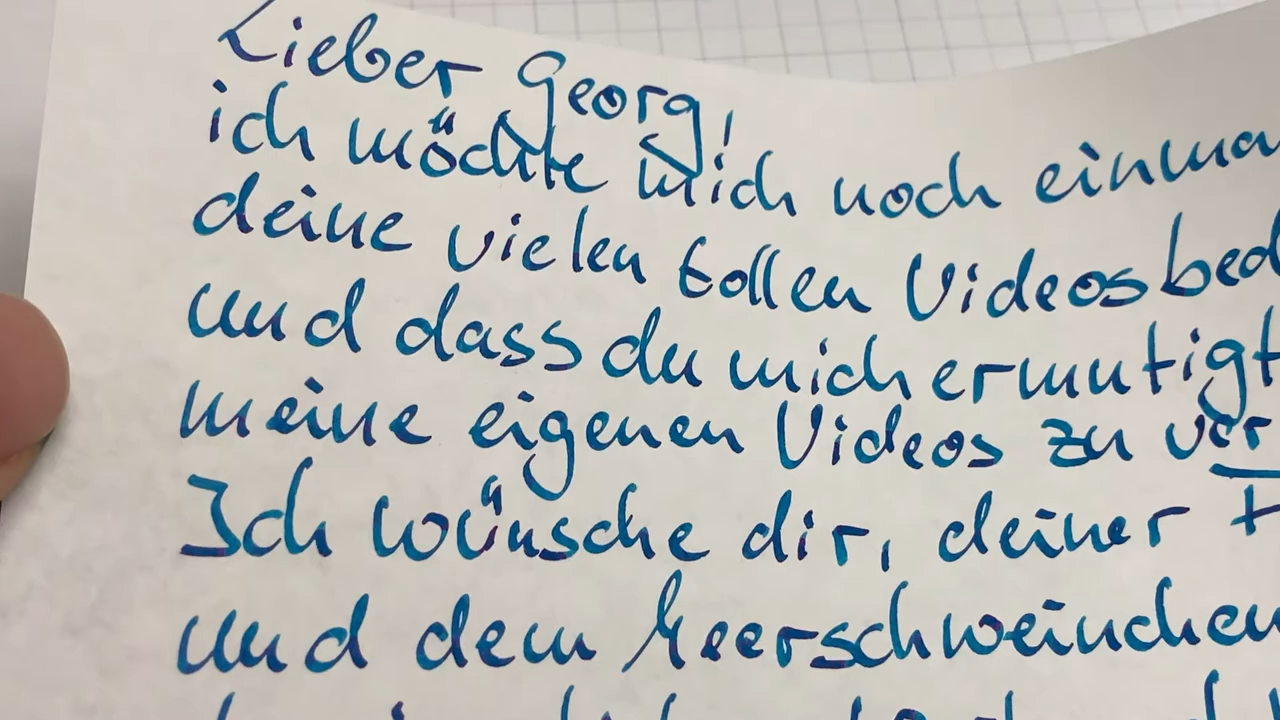 Lieber Georg!
ich möchte mich noch einma
deine vielen tollen Videos bed
und dass du mich ermutigt
meine eigenen Videos zu ver
Ich wünsche dir, deiner
und dem Meerschweinchen